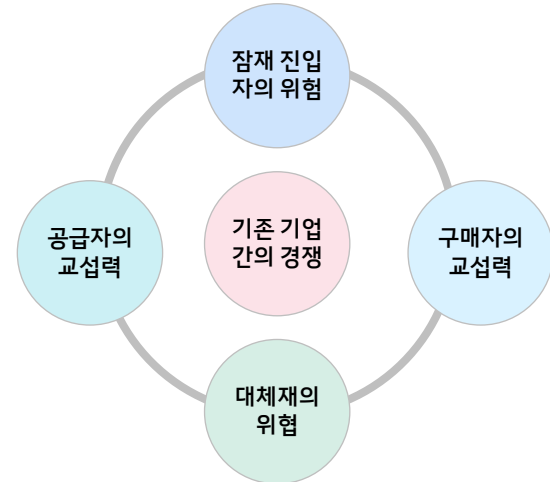 잠재 진입
자의 위험
공급자의
교섭력
기존 기업
간의 경쟁
구매자의
교섭력
대체재의
위협